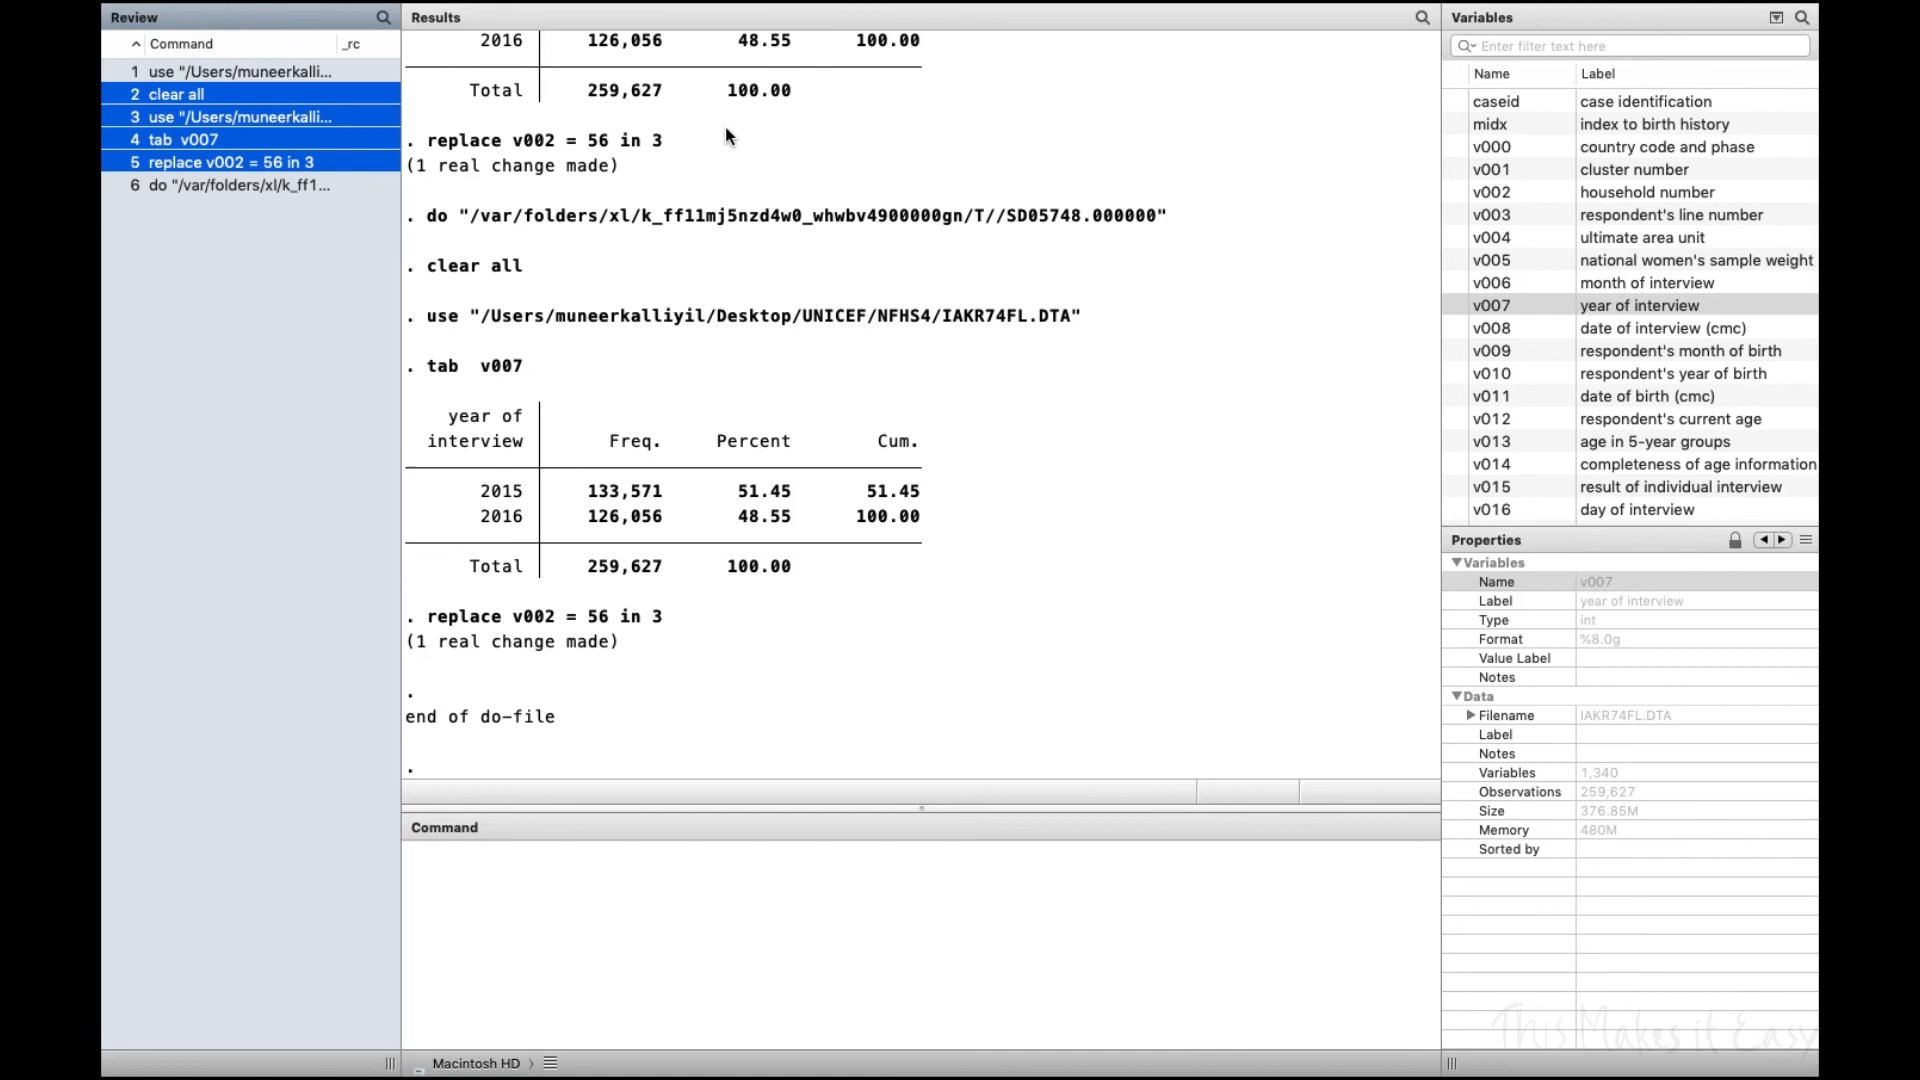 Review
Command _rc
1 use "/Users/muneerkalli...
2 clear all
3 use "/Users/muneerkalli...
4 tab  v007
5 replace v002 = 56 in 3
6 do "/var/folders/xl/k_ff1...
Results
2016 126,056 48.55 100.00
Total 259,627 100.00
. replace v002 = 56 in 3
(1 real change made)
. do "/var/folders/xl/k_ff11mj5nzd4w0_whwbv4900000gn/T//SD05748.000000"
. clear all
. use "/Users/muneerkalliyil/Desktop/UNICEF/NFHS4/IAKR74FL.DTA"
. tab  v007
year of
interview Freq. Percent Cum.
2015 133,571 51.45 51.45
2016 126,056 48.55 100.00
Total 259,627 100.00
. replace v002 = 56 in 3
(1 real change made)
.
end of do-file
.
Command
Macintosh HD
Variables
Enter filter text here
Name Label
caseid case identification
midx index to birth history
v000 country code and phase
v001 cluster number
v002 household number
v003 respondent's line number
v004 ultimate area unit
v005 national women's sample weight
v006 month of interview
v007 year of interview
v008 date of interview (cmc)
v009 respondent's month of birth
v010 respondent's year of birth
v011 date of birth (cmc)
v012 respondent's current age
v013 age in 5-year groups
v014 completeness of age information
v015 result of individual interview
v016 day of interview
Properties
Variables
Name v007
Label year of interview
Type int
Format %8.0g
Value Label
Notes
Data
Filename IAKR74FL.DTA
Label
Notes
Variables 1,340
Observations 259,627
Size 376.85M
Memory 480M
Sorted by
This Makes it Easy